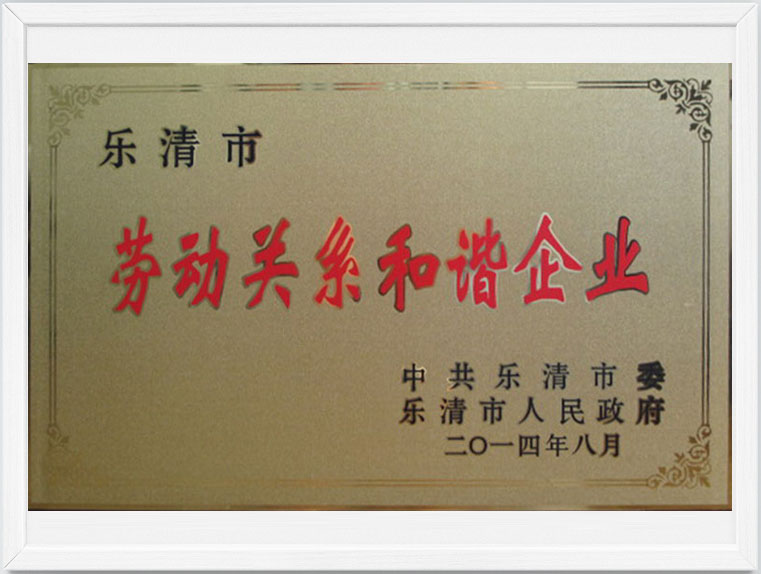 乐清市
劳动关系和谐企业
中共乐清市委
乐清市人民政府
二〇一四年八月